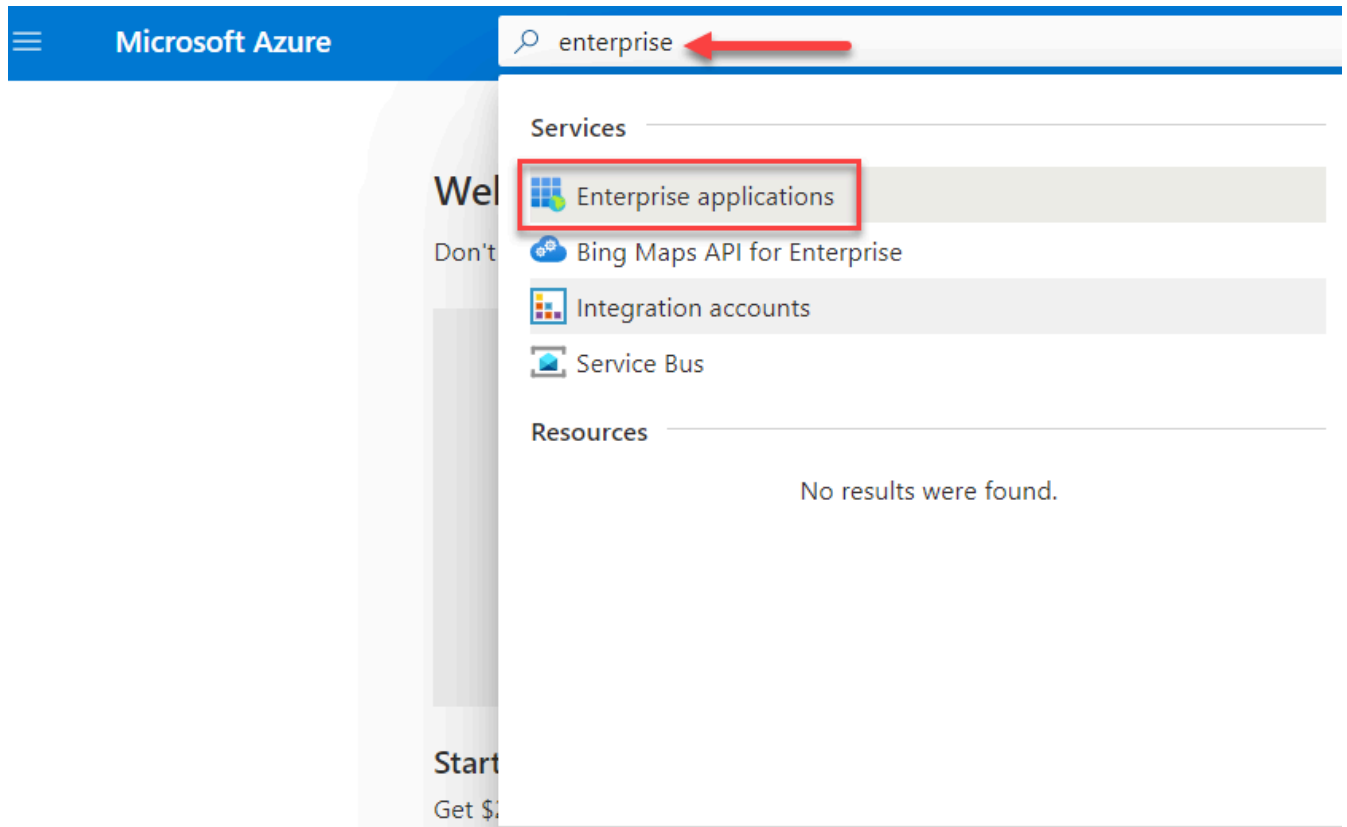 Microsoft Azure
enterprise
Services
Wel
Enterprise applications
Don't
Bing Maps API for Enterprise
Integration accounts
Service Bus
Resources
No results were found.
Start
Get $2